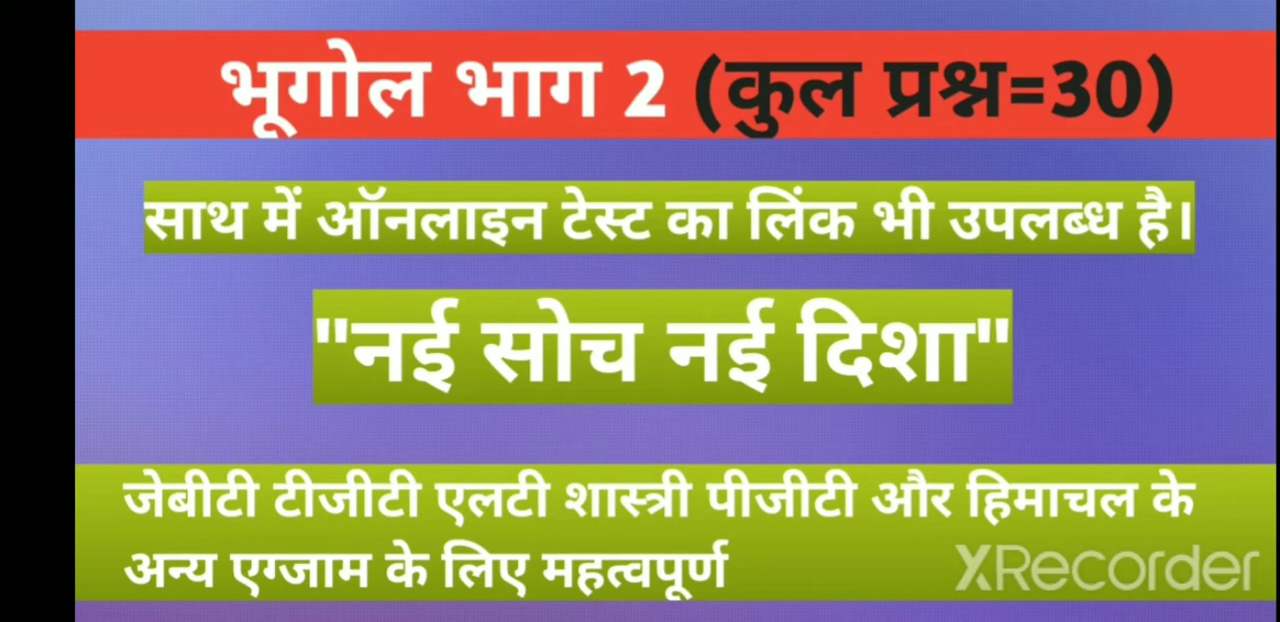 भूगोल भाग 2 (कुल प्रश्न=30)
साथ में ऑनलाइन टेस्ट का लिंक भी उपलब्ध है।
"नई सोच नई दिशा"
जेबीटी टीजीटी एलटी शास्त्री पीजीटी और हिमाचल के
अन्य एग्जाम के लिए महत्वपूर्ण
XRecorder